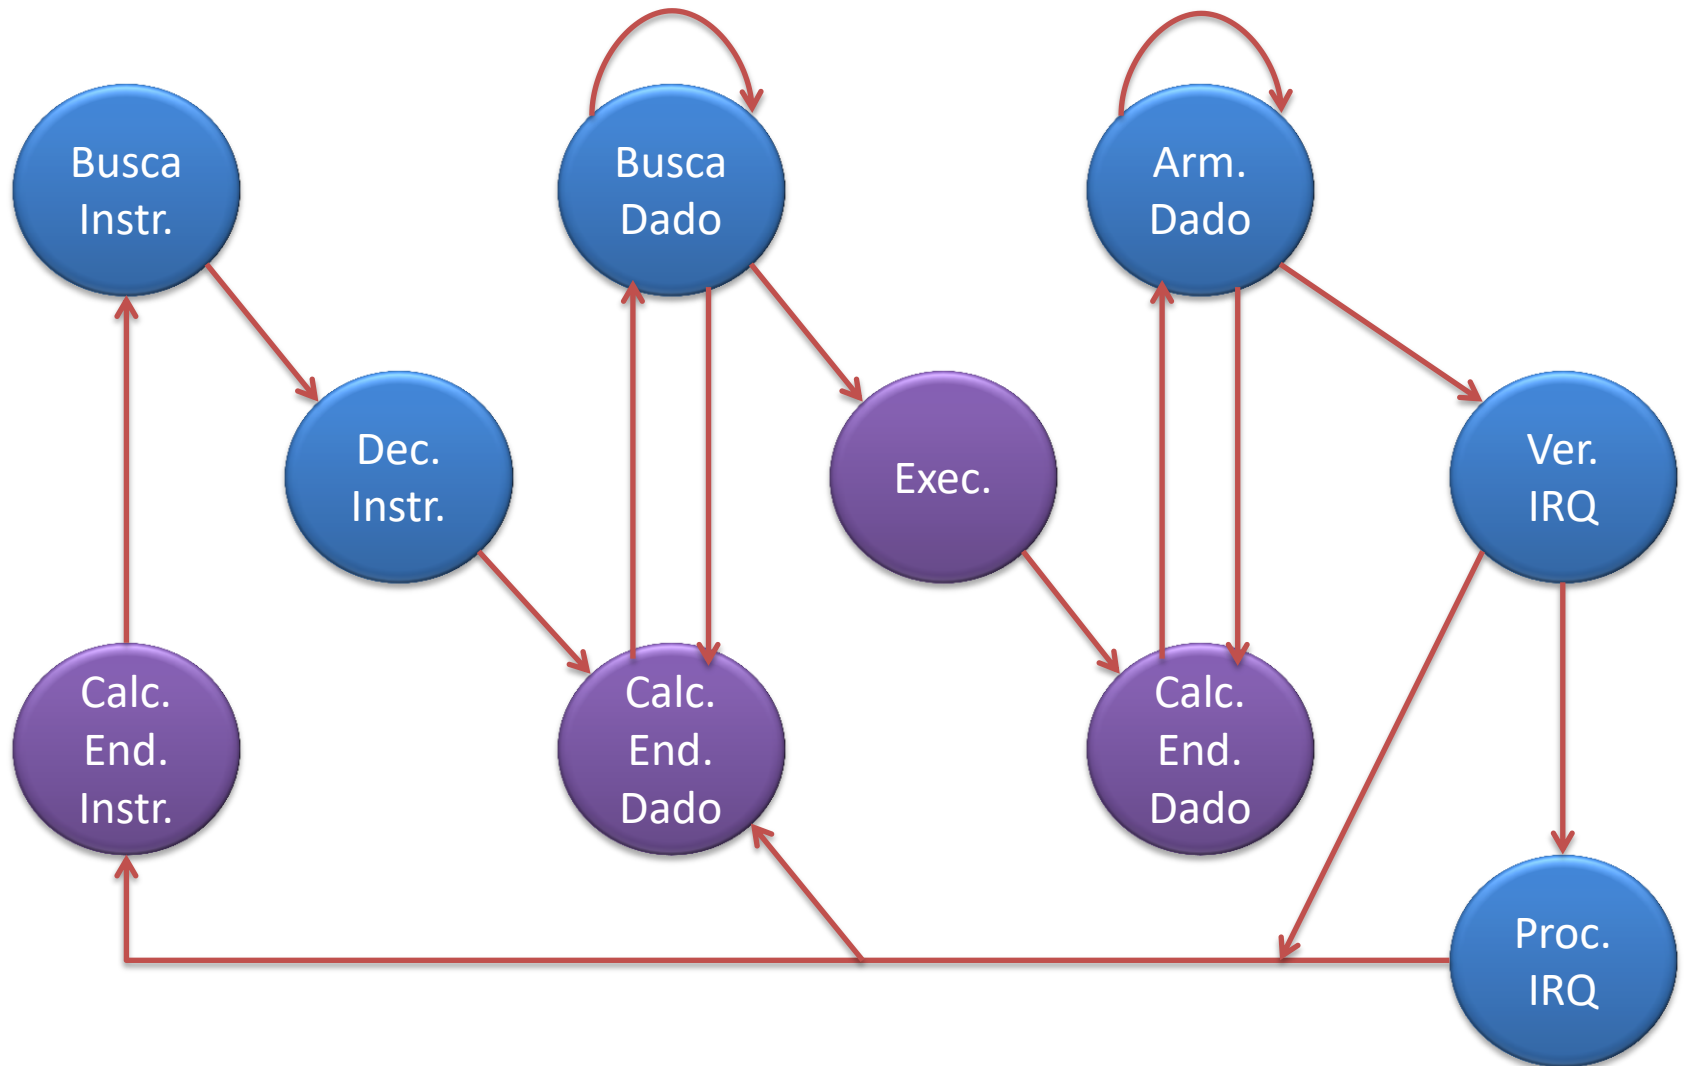 Busca
Instr.
Busca
Dado
Arm.
Dado
Dec.
Instr.
Exec.
Ver.
IRQ
Calc.
End.
Instr.
Calc.
End.
Dado
Calc.
End.
Dado
Proc.
IRQ